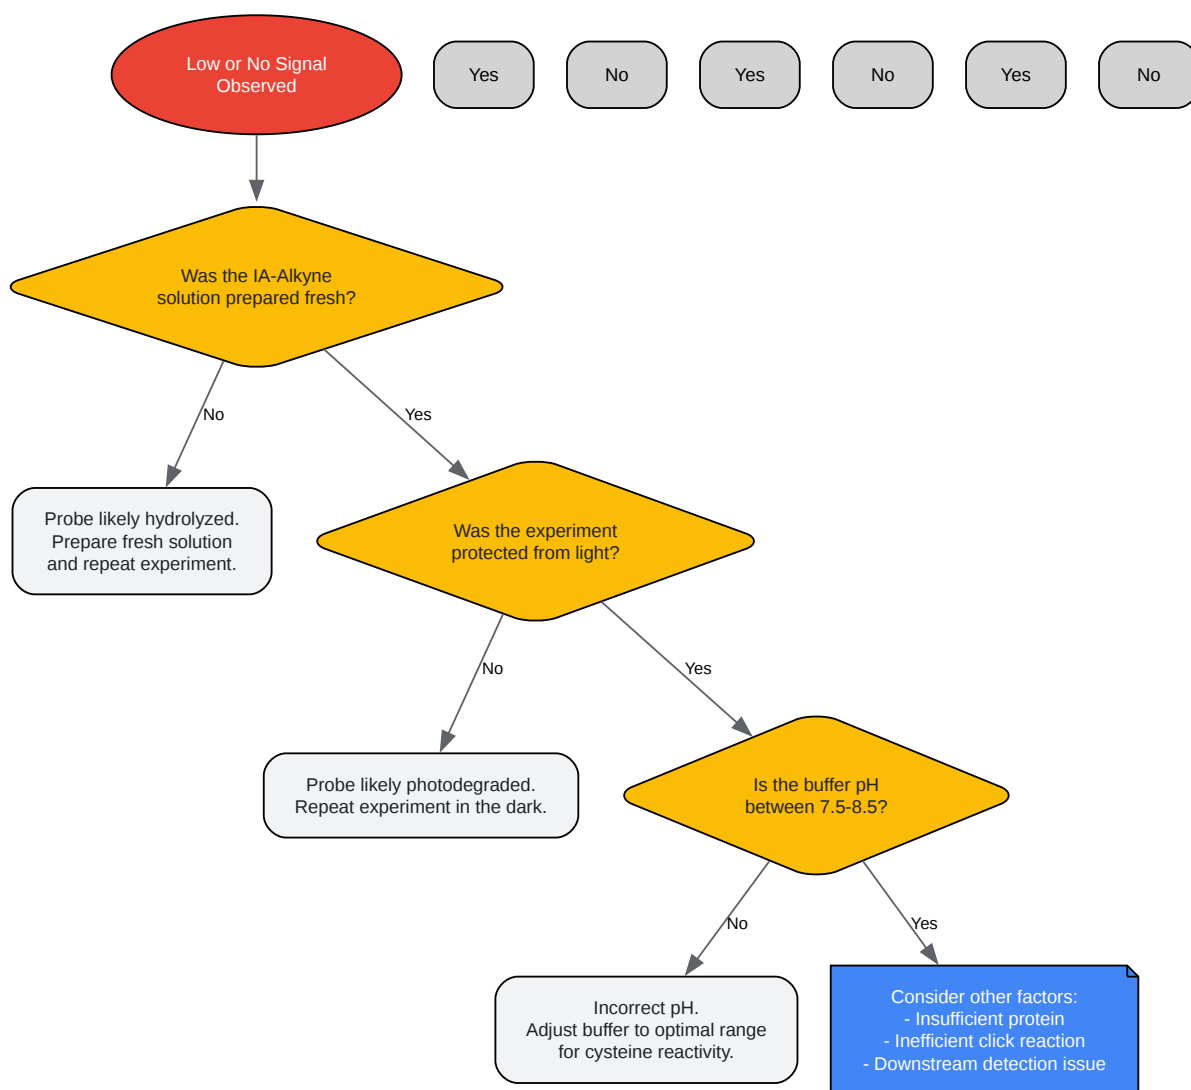 Low or No Signal
Observed
Yes
No
Yes
No
Yes
No
Was the IA-Alkyne
solution prepared fresh?
No
Yes
Probe likely hydrolyzed.
Prepare fresh solution
and repeat experiment.
Was the experiment
protected from light?
No
Yes
Probe likely photodegraded.
Repeat experiment in the dark.
Is the buffer pH
between 7.5-8.5?
No
Yes
Incorrect pH.
Adjust buffer to optimal range
for cysteine reactivity.
Consider other factors:
- Insufficient protein
- Inefficient click reaction
- Downstream detection issue